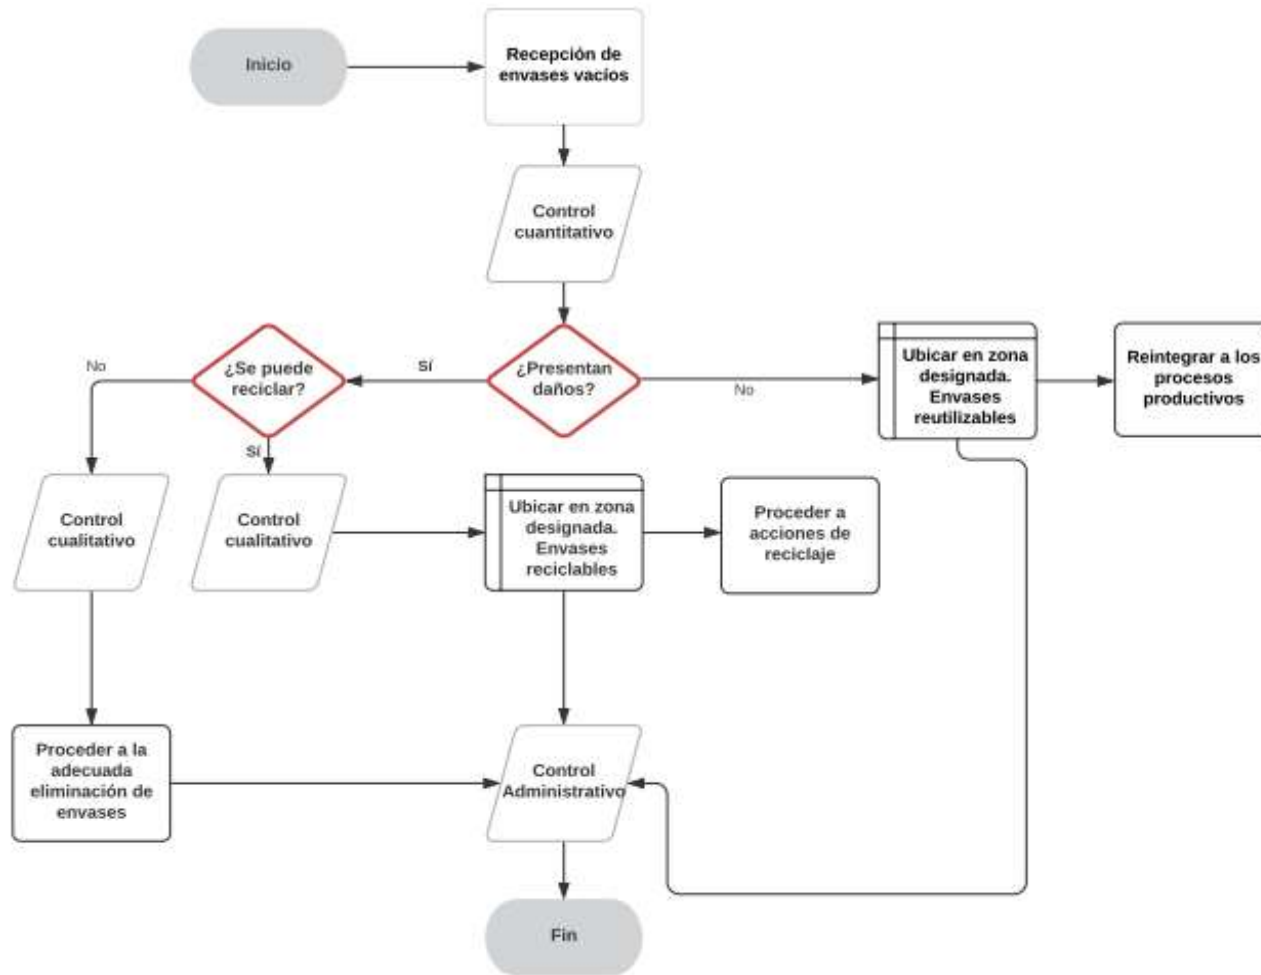 Inicio
Recepción de
envases vacíos
Control
cuantitativo
¿Presentan
daños?
Sí
No
¿Se puede
reciclar?
No
Sí
Ubicar en zona
designada.
Envases
reutilizables
Reintegrar a los
procesos
productivos
Control
cualitativo
Control
cualitativo
Ubicar en zona
designada.
Envases
reciclables
Proceder a
acciones de
reciclaje
Proceder a la
adecuada
eliminación de
envases
Control
Administrativo
Fin